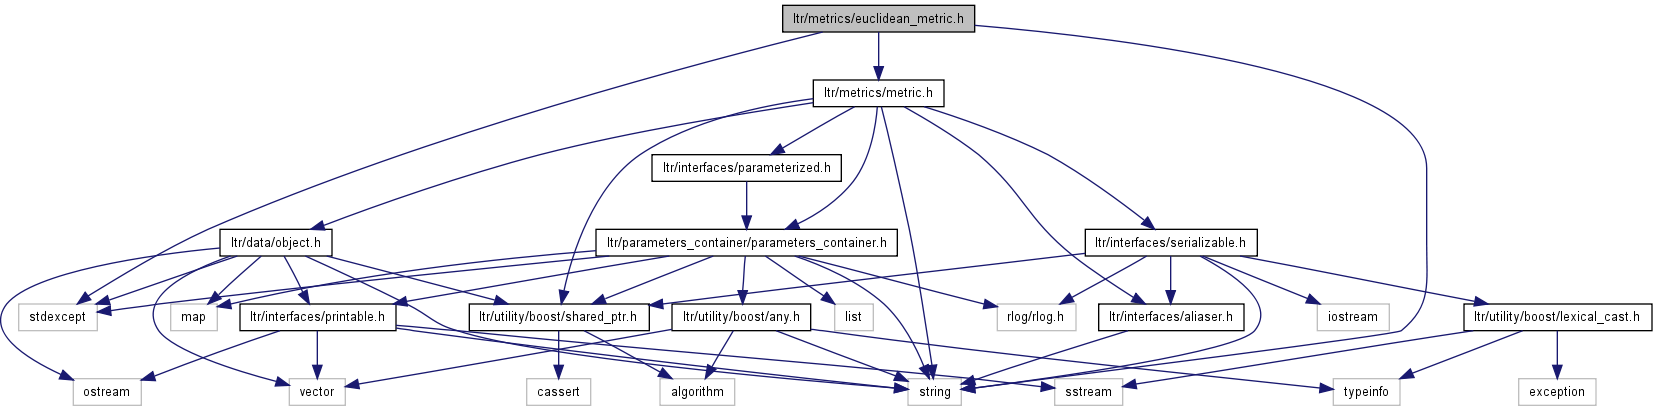 ltr/metrics/euclidean_metric.h
ltr/metrics/metric.h
ltr/interfaces/parameterized.h
ltr/data/object.h
ltr/parameters_container/parameters_container.h
ltr/interfaces/serializable.h
stdexcept
map
ltr/interfaces/printable.h
ltr/utility/boost/shared_ptr.h
ltr/utility/boost/any.h
list
rlog/rlog.h
ltr/interfaces/aliaser.h
iostream
ltr/utility/boost/lexical_cast.h
ostream
vector
cassert
algorithm
string
sstream
typeinfo
exception